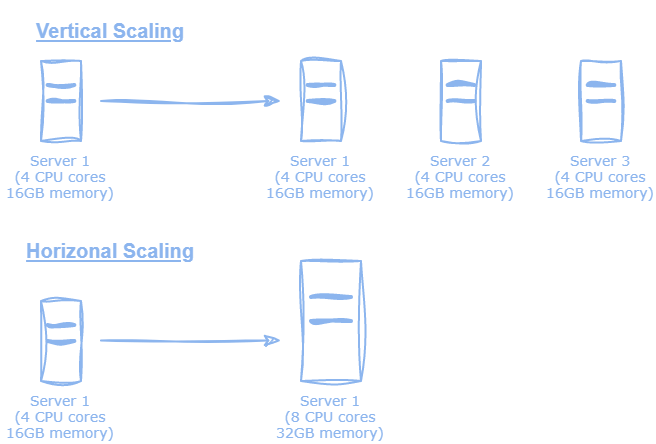 Vertical Scaling
Server 1
(4 CPU cores
16GB memory)
Server 1
(4 CPU cores
16GB memory)
Server 2
(4 CPU cores
16GB memory)
Server 3
(4 CPU cores
16GB memory)
Horizonal Scaling
Server 1
(4 CPU cores
16GB memory)
Server 1
(8 CPU cores
32GB memory)